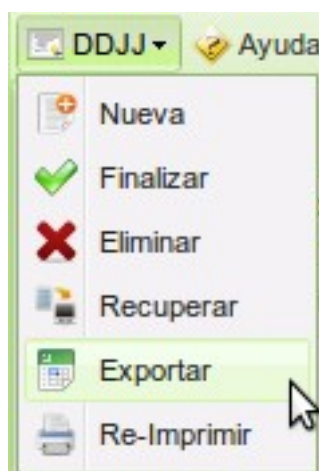 DDJJ Ayuda
Nueva
Finalizar
Eliminar
Recuperar
Exportar
Re-Imprimir